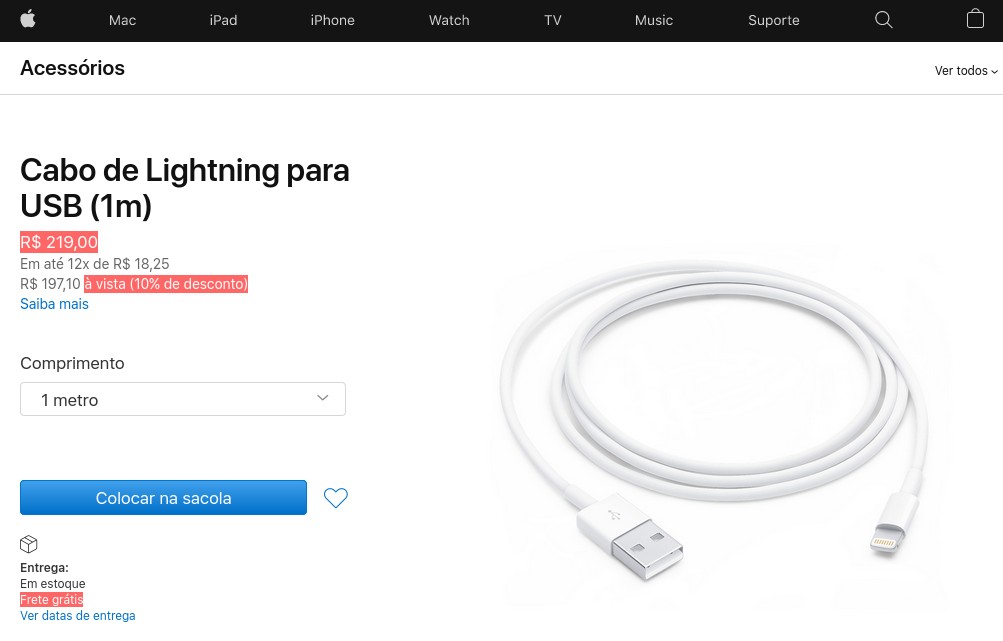 Mac iPad iPhone Watch TV Music Suporte
Acessórios
Ver todos
Cabo de Lightning para
USB (1m)
R$ 219,00
Em até 12x de R$ 18,25
R$ 197,10 à vista (10% de desconto)
Saiba mais
Comprimento
1 metro
Colocar na sacola
Entrega:
Em estoque
Frete grátis
Ver datas de entrega